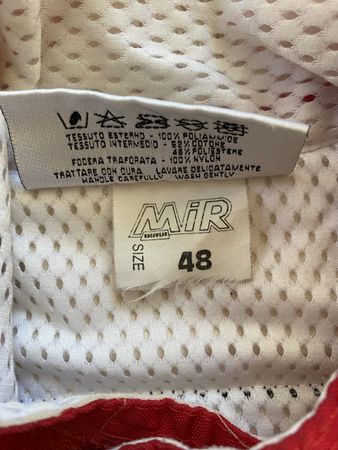 TESSUTO ESTERNO - 100% POLIAMMIDE
TESSUTO INTERMEDIO - 52% COTONE
48% POLIESTERE
FODERA TRAFORATA - 100% NYLON
TRATTARE CON CURA LAVARE DELICATAMENTE
HANDLE CAREFULLY WASH GENTLY
MiR
RACEWEAR
SIZE 48